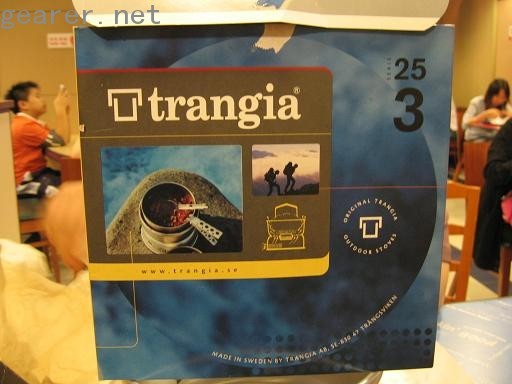 gearer.net
trangia®
SERIE 25
3
ORIGINAL TRANGIA
OUTDOOR STOVES
www.trangia.se
MADE IN SWEDEN BY TRANGIA AB, SE-830 47 TRÅNGSVIKEN